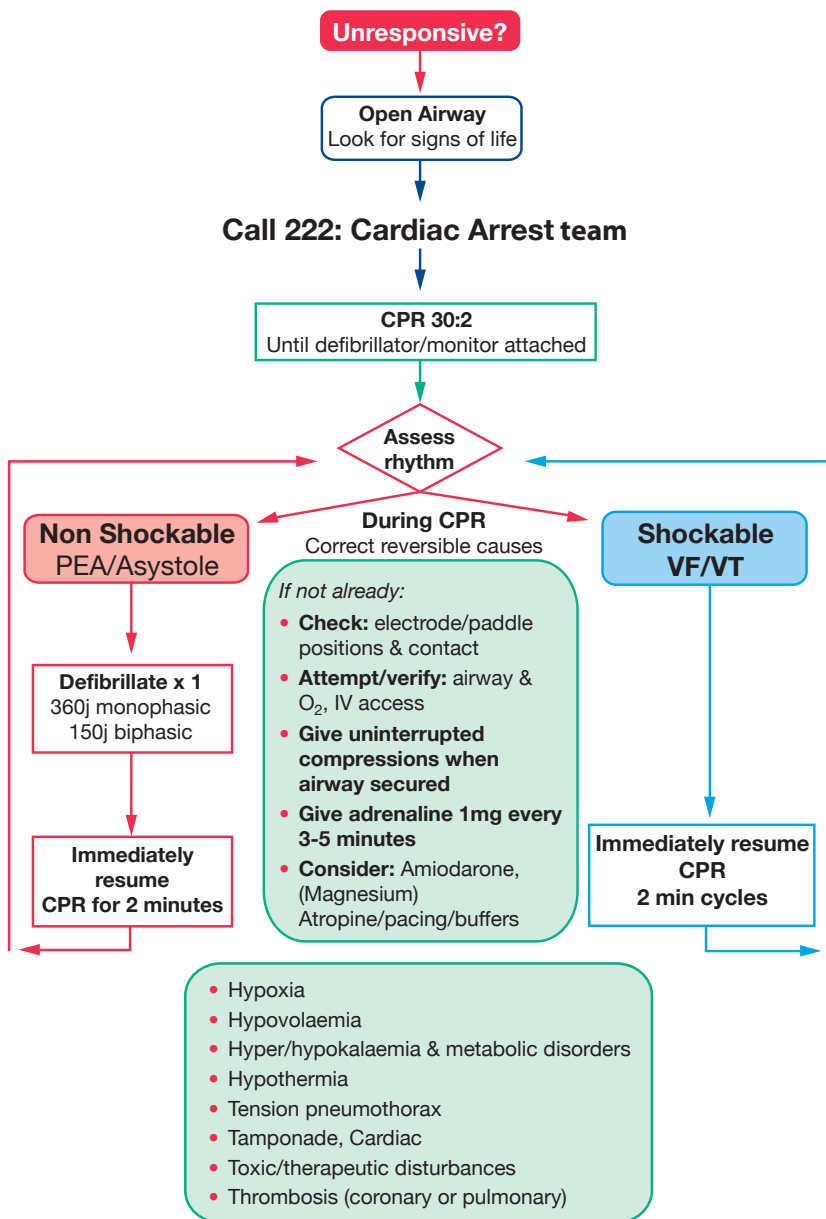 Unresponsive?
Open Airway
Look for signs of life
Call 222: Cardiac Arrest team
CPR 30:2
Until defibrillator/monitor attached
Assess
rhythm
Non Shockable
PEA/Asystole
Defibrillate x 1
360j monophasic
150j biphasic
Immediately
resume
CPR for 2 minutes
During CPR
Correct reversible causes
If not already:
• Check: electrode/paddle
positions & contact
• Attempt/verify: airway &
O₂, IV access
• Give uninterrupted
compressions when
airway secured
• Give adrenaline 1mg every
3-5 minutes
• Consider: Amiodarone,
(Magnesium)
Atropine/pacing/buffers
Shockable
VF/VT
Immediately resume
CPR
2 min cycles
• Hypoxia
• Hypovolaemia
• Hyper/hypokalaemia & metabolic disorders
• Hypothermia
• Tension pneumothorax
• Tamponade, Cardiac
• Toxic/therapeutic disturbances
• Thrombosis (coronary or pulmonary)